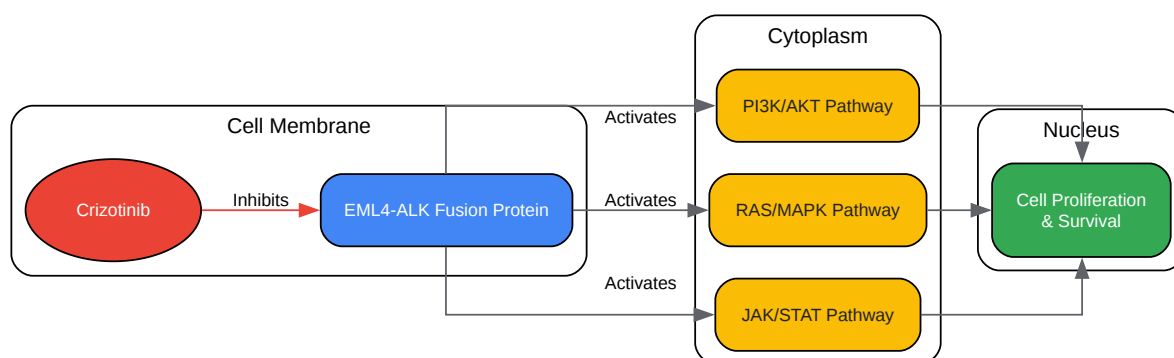 Cytoplasm
PI3K/AKT Pathway
Activates
Cell Membrane
Nucleus
Crizotinib
Inhibits
EML4-ALK Fusion Protein
Activates
RAS/MAPK Pathway
Cell Proliferation
& Survival
Activates
JAK/STAT Pathway